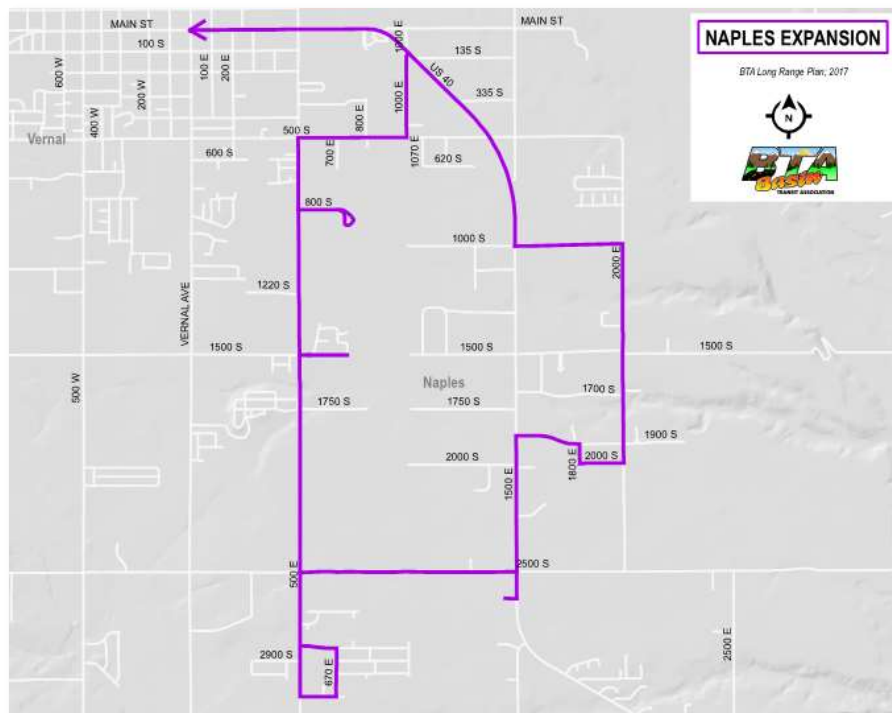 MAIN ST
MAIN ST
NAPLES EXPANSION
BTA Long Range Plan; 2017
N
BTA
Basin
TRANSIT ASSOCIATION
100 S
1000 E
135 S
US 40
600 W
200 W
100 E
200 E
335 S
400 W
1000 E
800 E
Vernal
500 S
700 E
1070 E
600 S
620 S
800 S
1000 S
2000 E
1220 S
VERNAL AVE
1500 S
1500 S
1500 S
500 W
Naples
1700 S
1750 S
1750 S
1900 S
2000 S
1500 E
1800 E
2000 S
2500 S
500 E
2900 S
670 E
2500 E